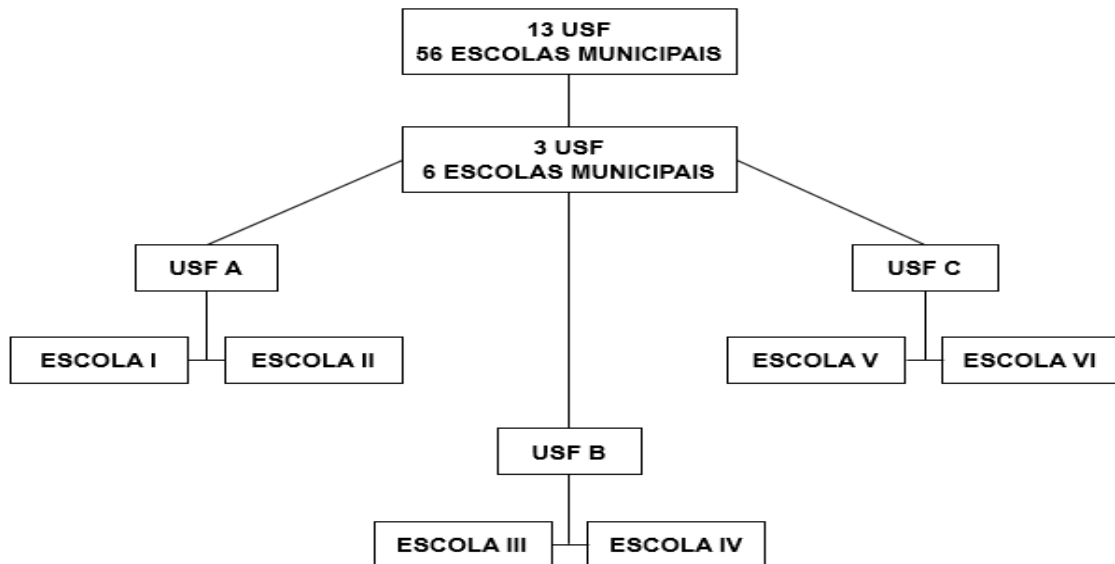 13 USF
56 ESCOLAS MUNICIPAIS
3 USF
6 ESCOLAS MUNICIPAIS
USF A
USF C
ESCOLA I
ESCOLA II
ESCOLA V
ESCOLA VI
USF B
ESCOLA III
ESCOLA IV